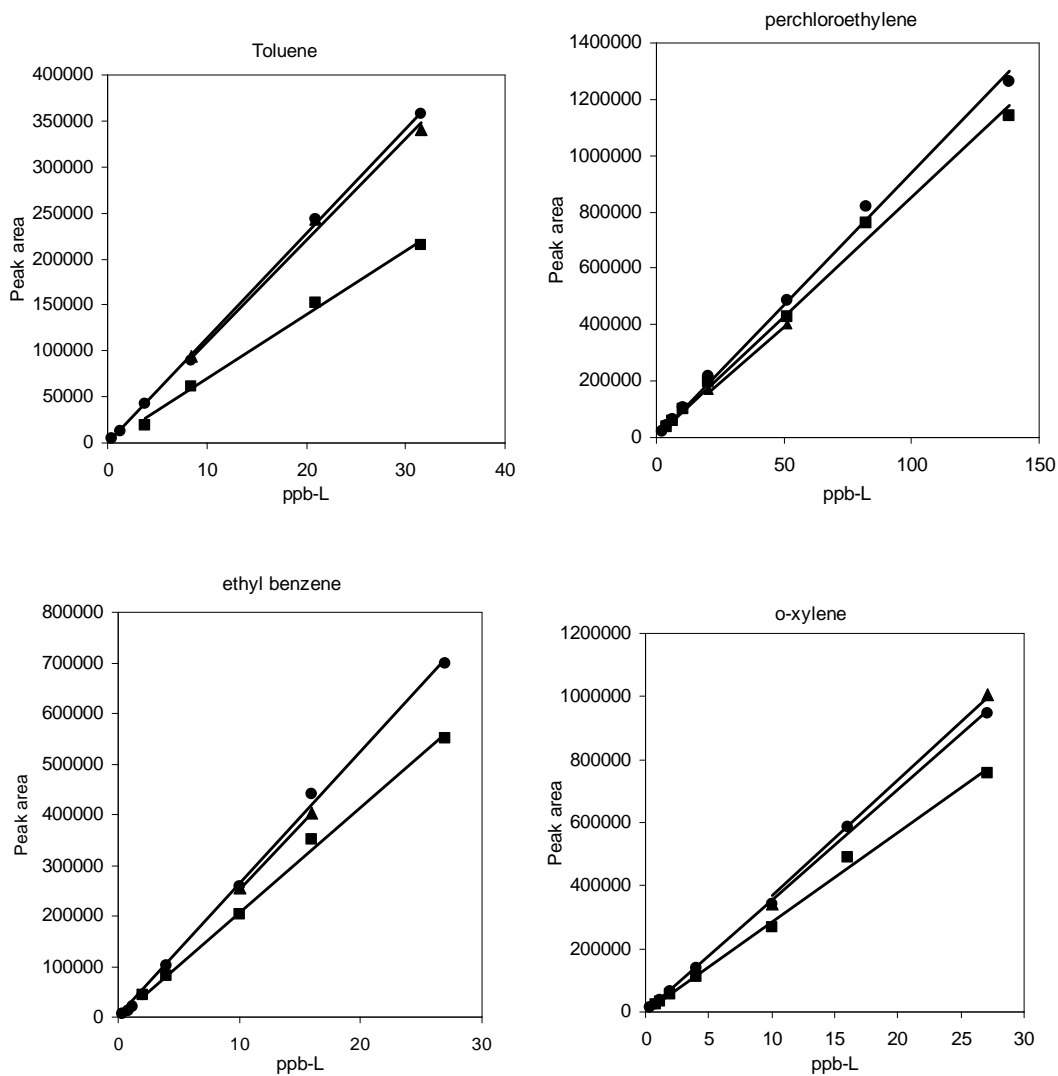 Toluene
400000
350000
300000
250000
200000
150000
100000
50000
0
0 10 20 30 40
Peak area
ppb-L
perchloroethylene
1400000
1200000
1000000
800000
600000
400000
200000
0
0 50 100 150
Peak area
ppb-L
ethyl benzene
800000
700000
600000
500000
400000
300000
200000
100000
0
0 10 20 30
Peak area
ppb-L
o-xylene
1200000
1000000
800000
600000
400000
200000
0
0 5 10 15 20 25 30
Peak area
ppb-L